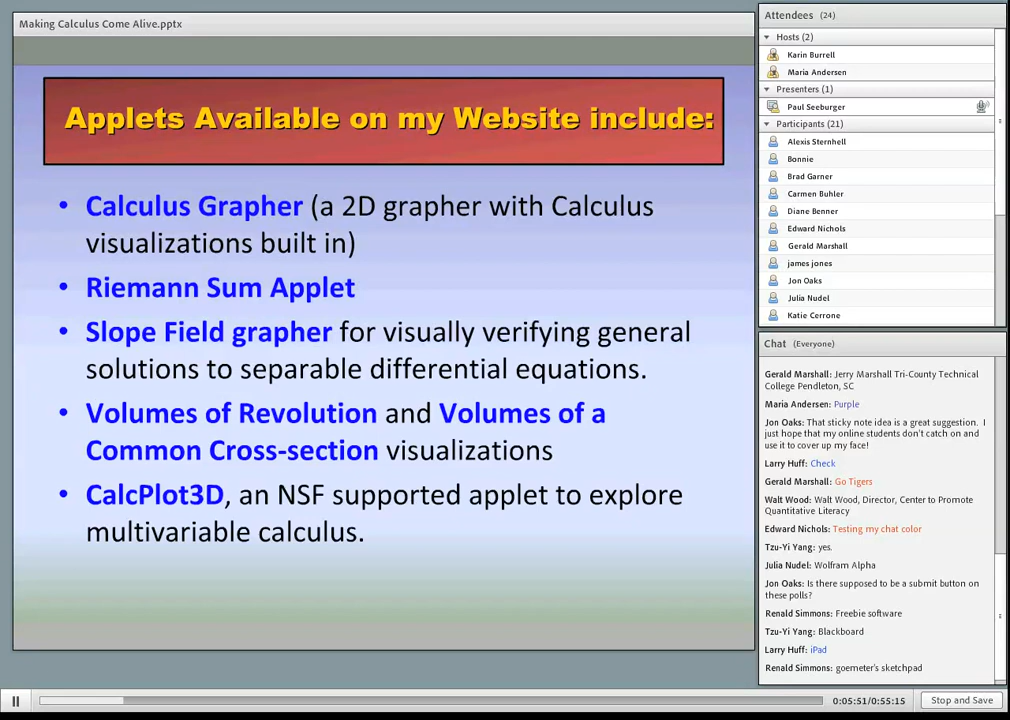 Making Calculus Come Alive.pptx
Applets Available on my Website include:
• Calculus Grapher (a 2D grapher with Calculus
visualizations built in)
• Riemann Sum Applet
• Slope Field grapher for visually verifying general
solutions to separable differential equations.
• Volumes of Revolution and Volumes of a
Common Cross-section visualizations
• CalcPlot3D, an NSF supported applet to explore
multivariable calculus.
Attendees (24)
Hosts (2)
Karin Burrell
Maria Andersen
Presenters (1)
Paul Seeburger
Participants (21)
Alexis Sternhell
Bonnie
Brad Garner
Carmen Buhler
Diane Benner
Edward Nichols
Gerald Marshall
james jones
Jon Oaks
Julia Nudel
Katie Cerrone
Chat (Everyone)
Gerald Marshall: Jerry Marshall Tri-County Technical
College Pendleton, SC
Maria Andersen: Purple
Jon Oaks: That sticky note idea is a great suggestion. I
just hope that my online students don't catch on and
use it to cover up my face!
Larry Huff: Check
Gerald Marshall: Go Tigers
Walt Wood: Walt Wood, Director, Center to Promote
Quantitative Literacy
Edward Nichols: Testing my chat color
Tzu-Yi Yang: yes.
Julia Nudel: Wolfram Alpha
Jon Oaks: Is there supposed to be a submit button on
these polls?
Renald Simmons: Freebie software
Tzu-Yi Yang: Blackboard
Larry Huff: iPad
Renald Simmons: goemeter's sketchpad
0:05:51/0:55:15
Stop and Save